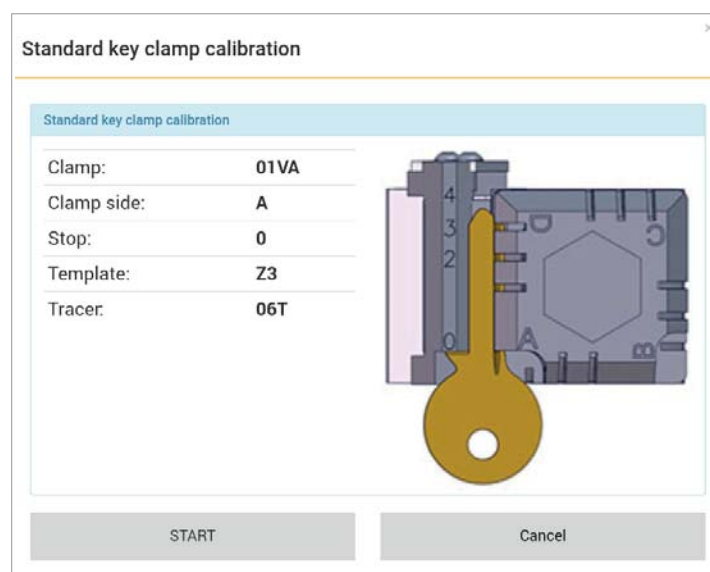 Standard key clamp calibration
Standard key clamp calibration
Clamp: 01VA
Clamp side: A
Stop: 0
Template: Z3
Tracer: 06T
4
3
2
0
D
C
A
B
START Cancel